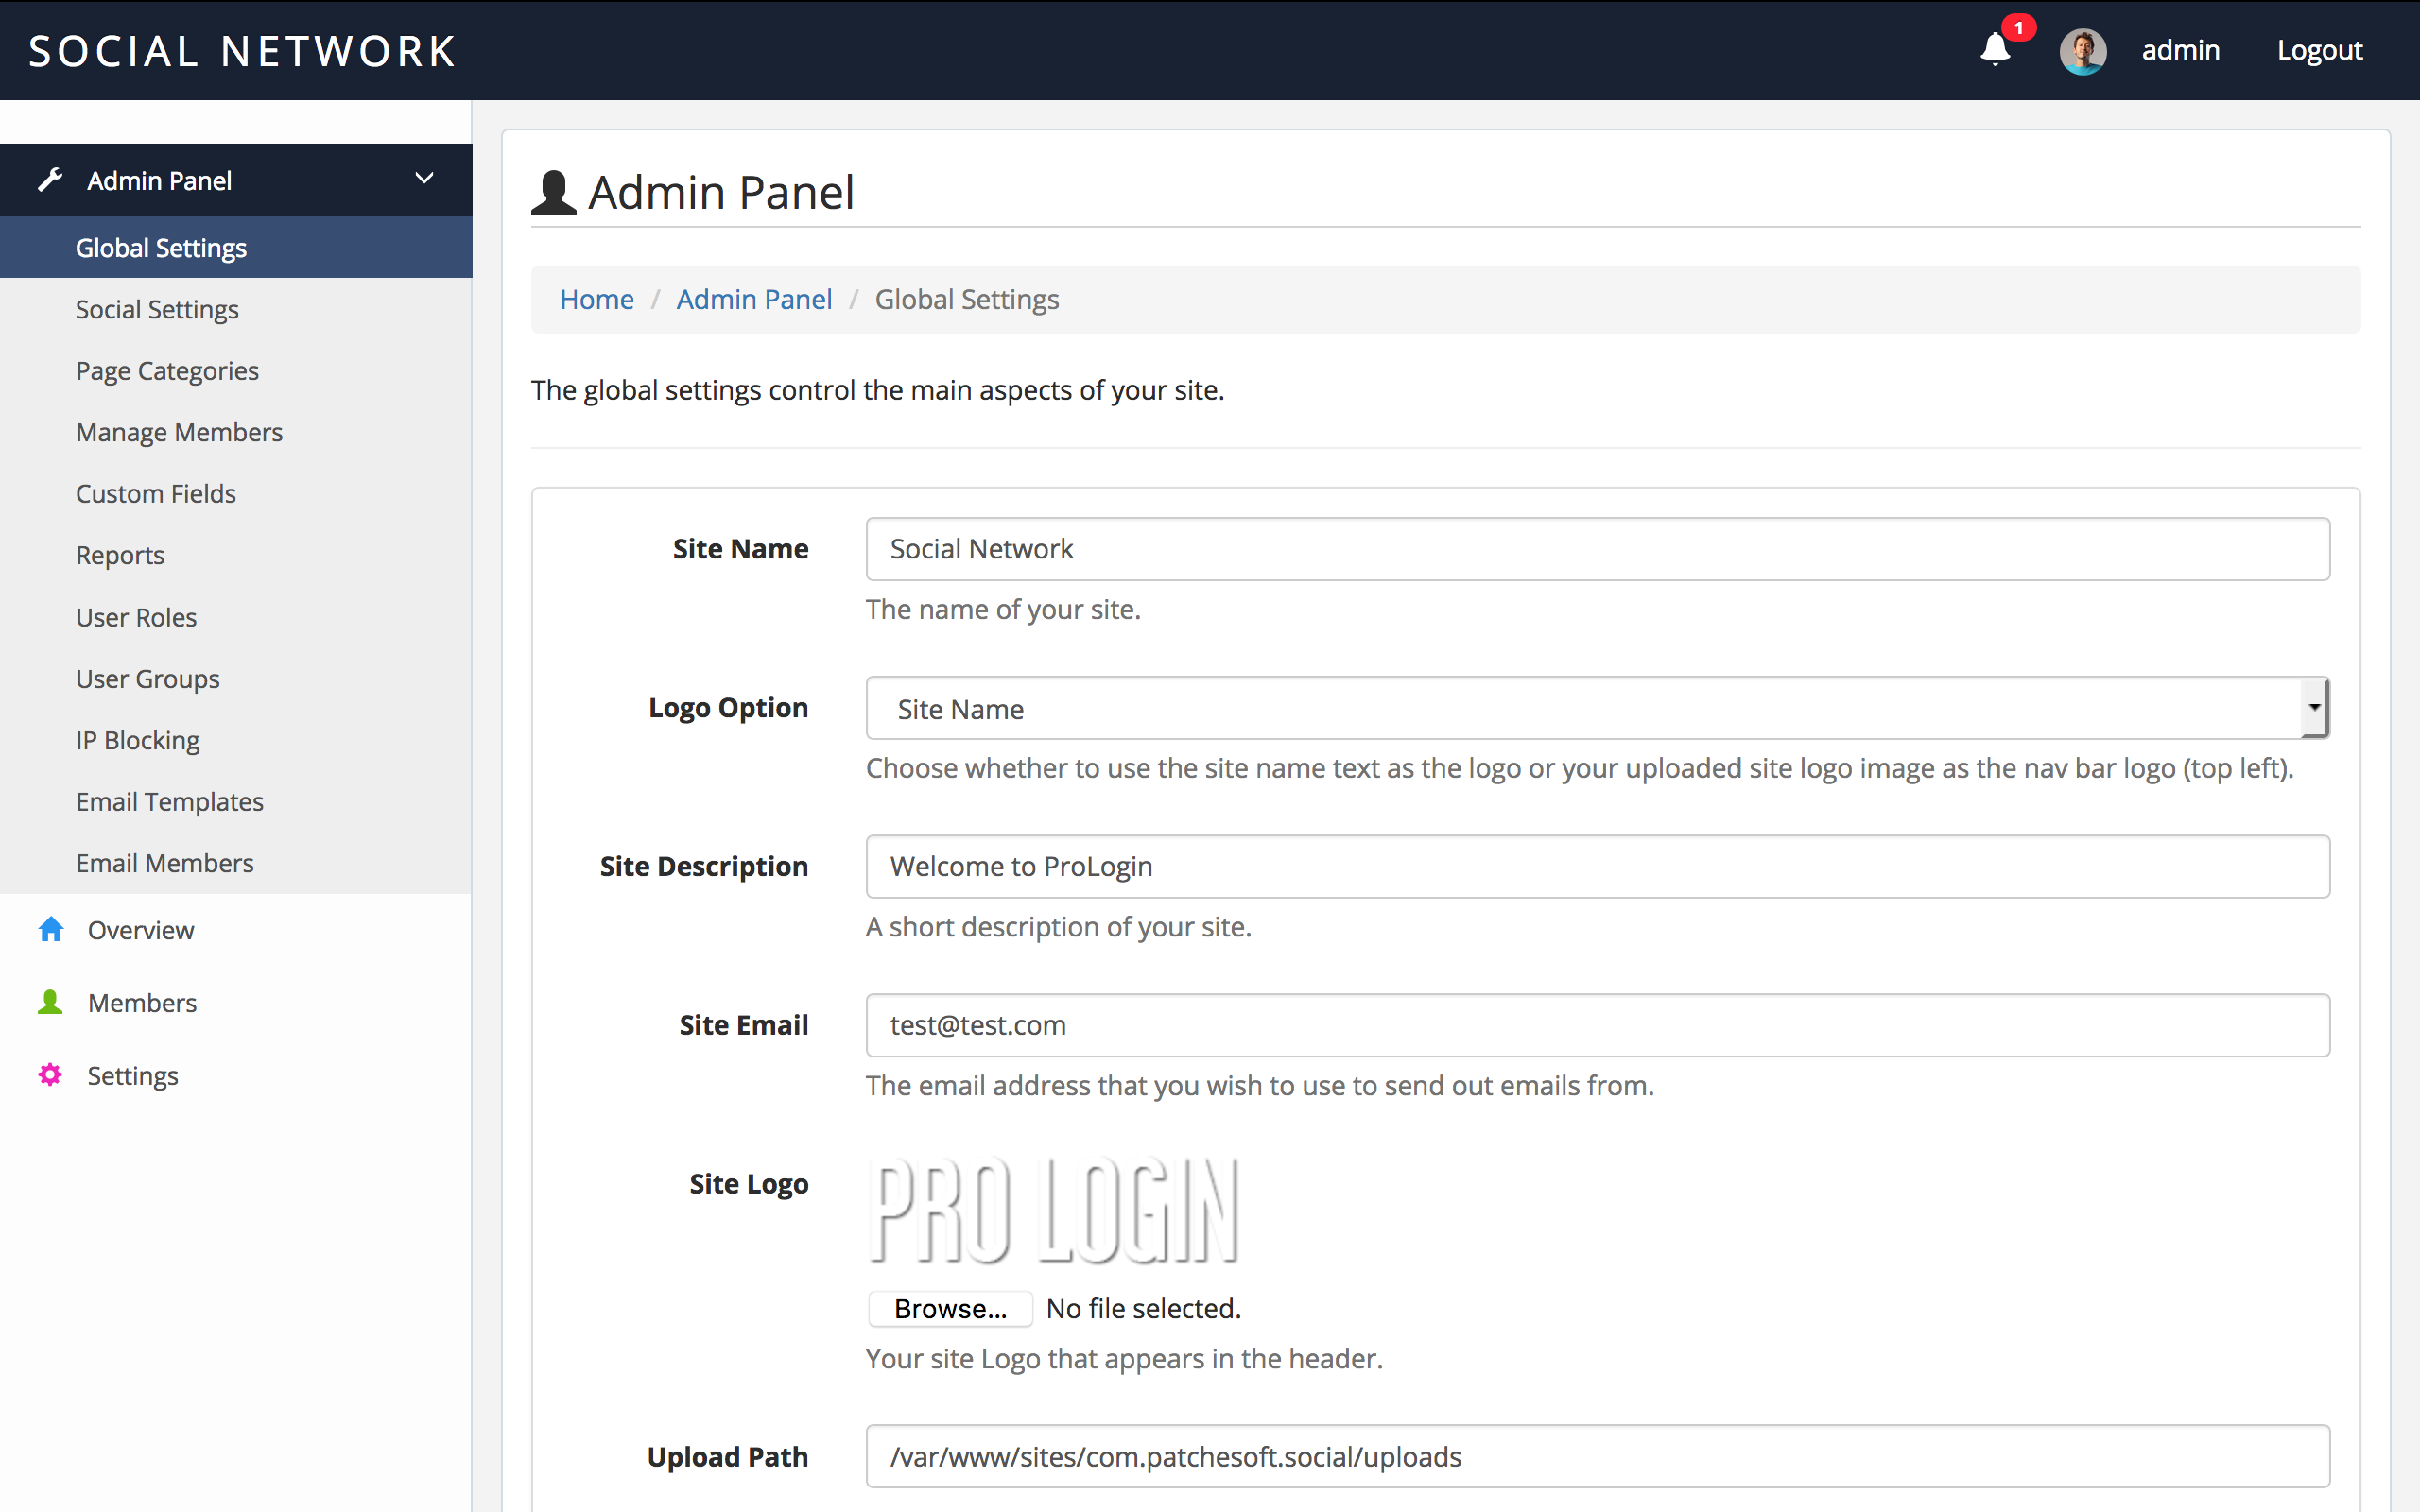 SOCIAL NETWORK
1
admin
Logout
Admin Panel
Global Settings
Social Settings
Page Categories
Manage Members
Custom Fields
Reports
User Roles
User Groups
IP Blocking
Email Templates
Email Members
Overview
Members
Settings
Admin Panel
Home / Admin Panel / Global Settings
The global settings control the main aspects of your site.
Site Name
Social Network
The name of your site.
Logo Option
Site Name
Choose whether to use the site name text as the logo or your uploaded site logo image as the nav bar logo (top left).
Site Description
Welcome to ProLogin
A short description of your site.
Site Email
test@test.com
The email address that you wish to use to send out emails from.
Site Logo
PRO LOGIN
Browse... No file selected.
Your site Logo that appears in the header.
Upload Path
/var/www/sites/com.patchesoft.social/uploads